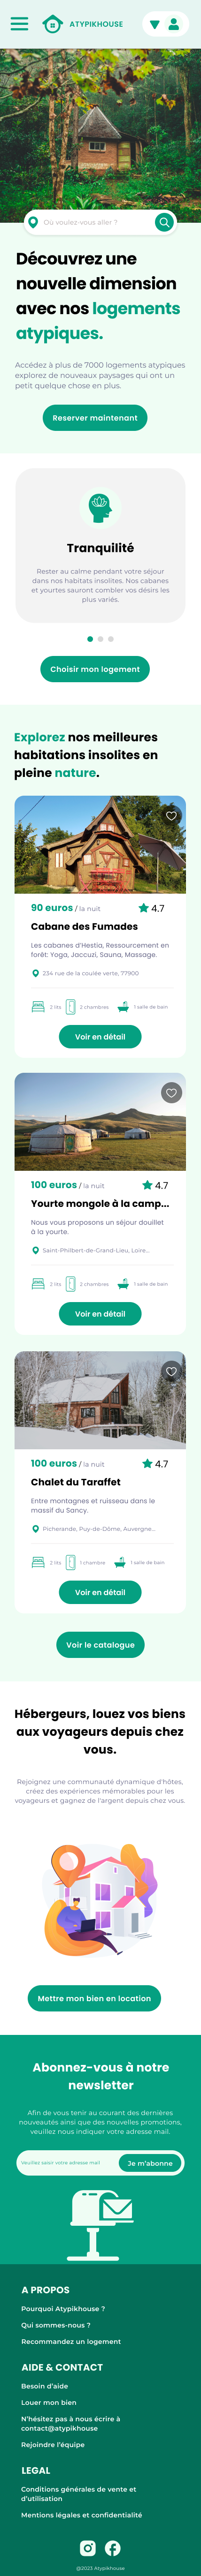 ATYPIKHOUSE
Où voulez-vous aller ?
Découvrez une
nouvelle dimension
avec nos logements
atypiques.
Accédez à plus de 7000 logements atypiques
explorez de nouveaux paysages qui ont un
petit quelque chose en plus.
Reserver maintenant
Tranquilité
Rester au calme pendant votre séjour
dans nos habitats insolites. Nos cabanes
et yourtes sauront combler vos désirs les
plus variés.
Choisir mon logement
Explorez nos meilleures
habitations insolites en
pleine nature.
90 euros / la nuit
4.7
Cabane des Fumades
Les cabanes d'Hestia, Ressourcement en
forêt: Yoga, Jaccuzi, Sauna, Massage.
234 rue de la coulée verte, 77900
2 lits
2 chambres
1 salle de bain
Voir en détail
100 euros / la nuit
4.7
Yourte mongole à la camp...
Nous vous proposons un séjour douillet
à la yourte.
Saint-Philbert-de-Grand-Lieu, Loire...
2 lits
2 chambres
1 salle de bain
Voir en détail
100 euros / la nuit
4.7
Chalet du Taraffet
Entre montagnes et ruisseau dans le
massif du Sancy.
Picherande, Puy-de-Dôme, Auvergne...
2 lits
1 chambre
1 salle de bain
Voir en détail
Voir le catalogue
Hébergeurs, louez vos biens
aux voyageurs depuis chez
vous.
Rejoignez une communauté dynamique d'hôtes,
créez des expériences mémorables pour les
voyageurs et gagnez de l'argent depuis chez vous.
Mettre mon bien en location
Abonnez-vous à notre
newsletter
Afin de vous tenir au courant des dernières
nouveautés ainsi que des nouvelles promotions,
veuillez nous indiquer votre adresse mail.
Veuillez saisir votre adresse mail
Je m'abonne
A PROPOS
Pourquoi Atypikhouse ?
Qui sommes-nous ?
Recommandez un logement
AIDE & CONTACT
Besoin d'aide
Louer mon bien
N'hésitez pas à nous écrire à
contact@atypikhouse
Rejoindre l'équipe
LEGAL
Conditions générales de vente et
d'utilisation
Mentions légales et confidentialité
@2023 Atypikhouse